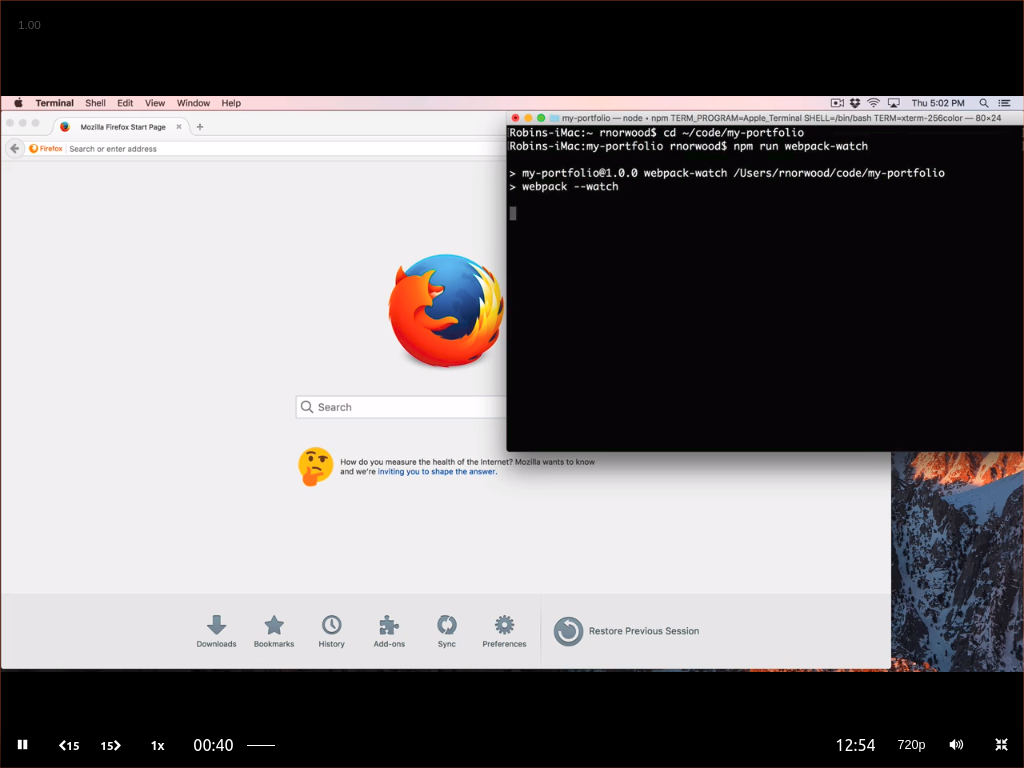 1.00
Terminal Shell Edit View Window Help
Thu 5:02 PM
Mozilla Firefox Start Page
my-portfolio — node • npm TERM_PROGRAM=Apple_Terminal SHELL=/bin/bash TERM=xterm-256color — 80×24
Robins-iMac:~ rnorwood$ cd ~/code/my-portfolio
Firefox Search or enter address
Robins-iMac:my-portfolio rnorwood$ npm run webpack-watch
> my-portfolio@1.0.0 webpack-watch /Users/rnorwood/code/my-portfolio
> webpack --watch
Search
How do you measure the health of the Internet? Mozilla wants to know
and we're inviting you to shape the answer.
Downloads Bookmarks History Add-ons Sync Preferences
Restore Previous Session
15 15 1x 00:40 12:54 720p